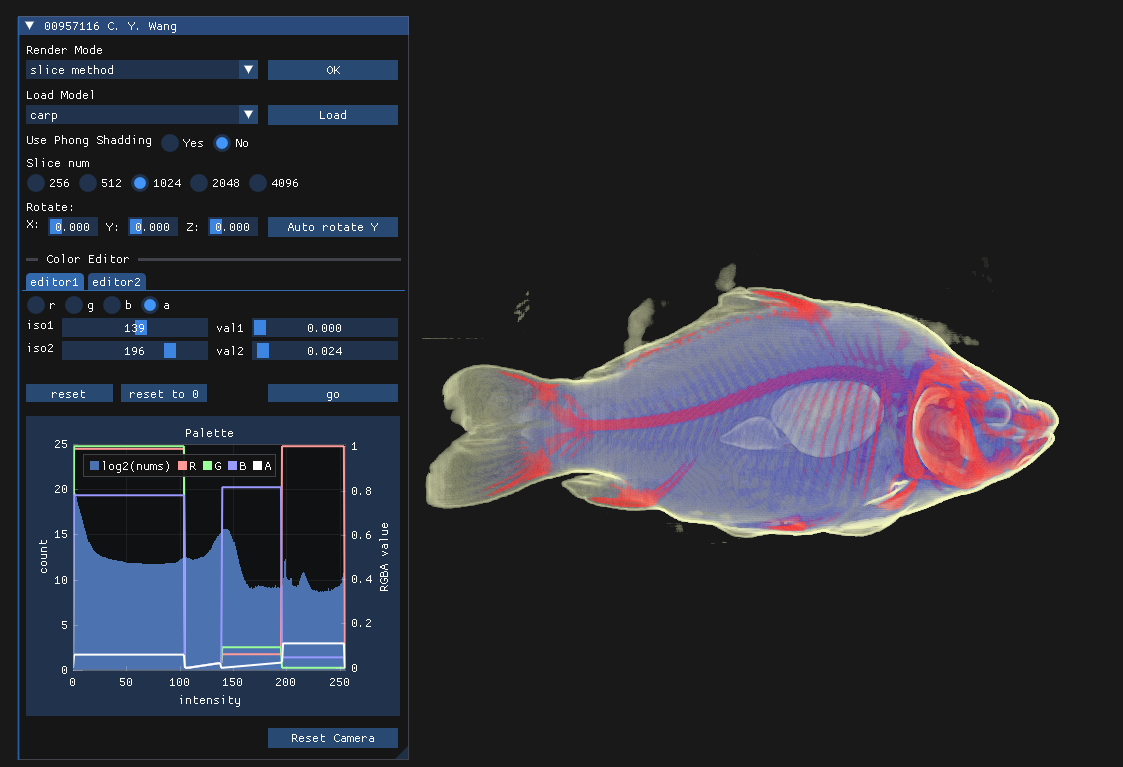 00957116 C. Y. Wang
Render Mode
slice method OK
Load Model
carp Load
Use Phong Shadding Yes No
Slice num
256 512 1024 2048 4096
Rotate:
X: 0.000 Y: 0.000 Z: 0.000 Auto rotate Y
Color Editor
editor1 editor2
r g b a
iso1 139 val1 0.000
iso2 196 val2 0.024
reset reset to 0 go
Palette
25 1
log2(nums) R G B A
20 0.8
15 0.6
count RGBA value
10 0.4
5 0.2
0 0
0 50 100 150 200 250
intensity
Reset Camera